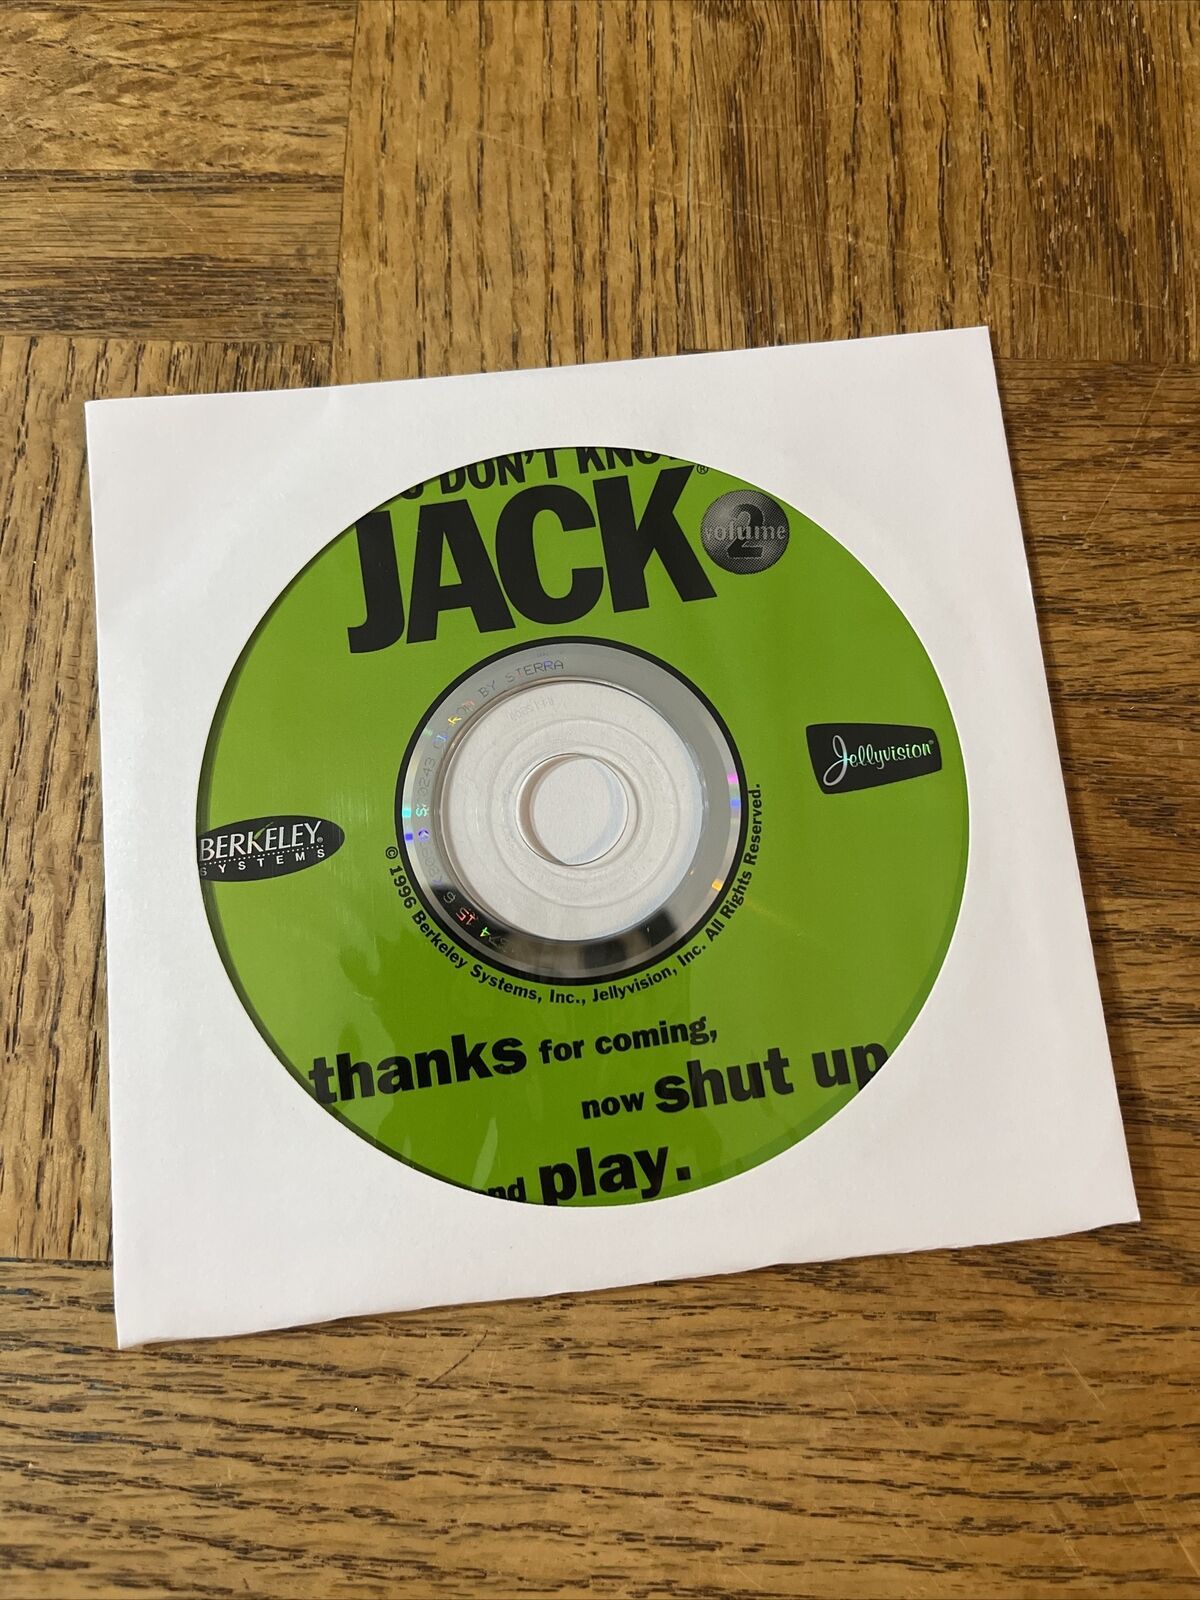 DON'T
JACK®
volume 2
BY SIERRA
Jellyvision®
BERKELEY®
SYSTEMS
© 1996 Berkeley Systems, Inc., Jellyvision, Inc. All Rights Reserved.
thanks for coming,
now shut up
play.